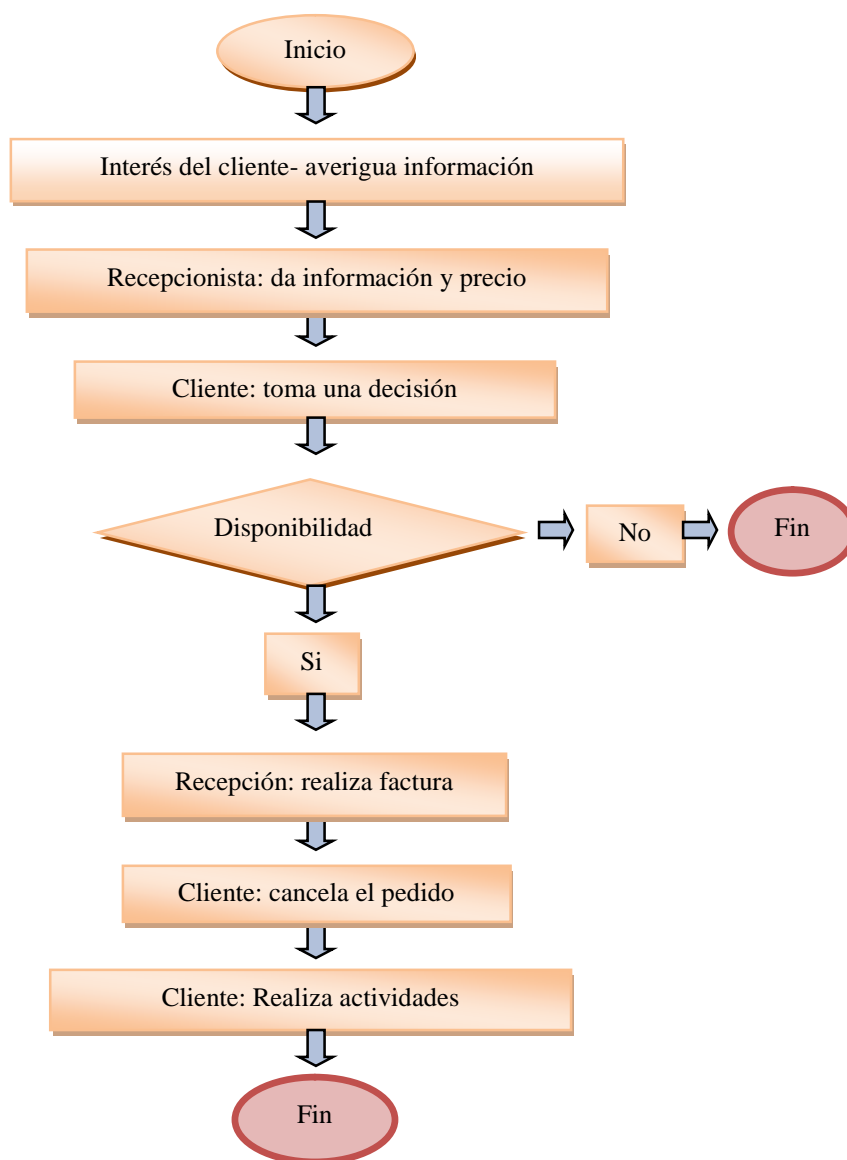 Inicio
Interés del cliente- averigua información
Recepcionista: da información y precio
Cliente: toma una decisión
Disponibilidad
No
Fin
Si
Recepción: realiza factura
Cliente: cancela el pedido
Cliente: Realiza actividades
Fin